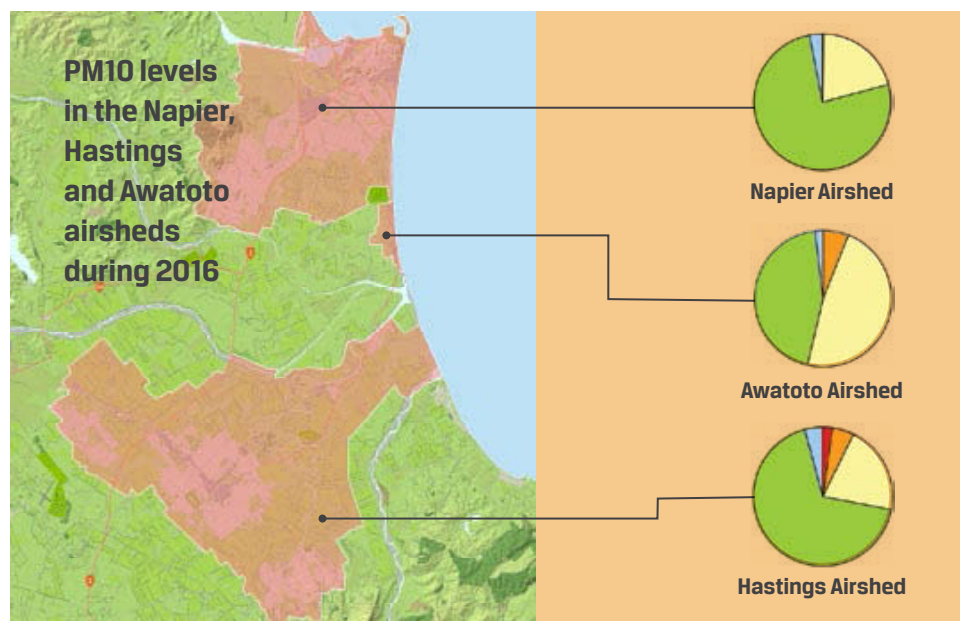 PM10 levels
in the Napier,
Hastings
and Awatoto
airsheds
during 2016
Napier Airshed
Awatoto Airshed
Hastings Airshed